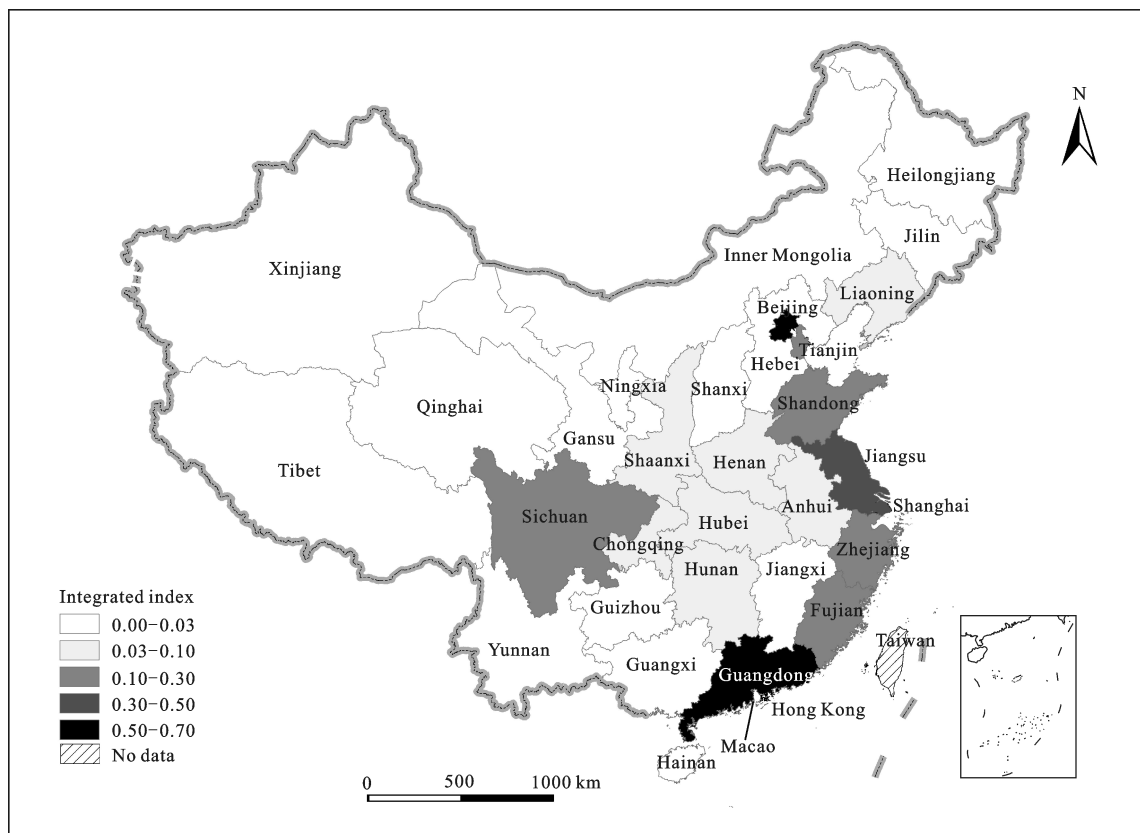 N
Heilongjiang
Jilin
Inner Mongolia
Xinjiang
Liaoning
Beijing
Tianjin
Hebei
Ningxia
Shanxi
Qinghai
Shandong
Gansu
Shaanxi
Henan
Jiangsu
Tibet
Anhui
Shanghai
Sichuan
Hubei
Chongqing
Zhejiang
Hunan
Jiangxi
Guizhou
Fujian
Taiwan
Yunnan
Guangxi
Guangdong
Hong Kong
Macao
Hainan
Integrated index
0.00−0.03
0.03−0.10
0.10−0.30
0.30−0.50
0.50−0.70
No data
0 500 1000 km